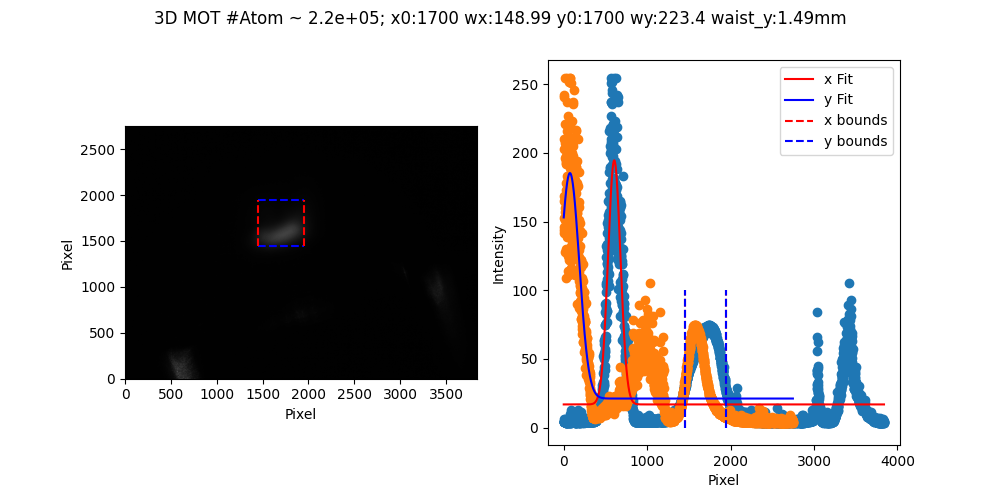 3D MOT #Atom ~ 2.2e+05; x0:1700 wx:148.99 y0:1700 wy:223.4 waist_y:1.49mm
2500
2000
1500
1000
500
0
Pixel
0 500 1000 1500 2000 2500 3000 3500
Pixel
250
200
150
100
50
0
Intensity
x Fit
y Fit
x bounds
y bounds
0 1000 2000 3000 4000
Pixel